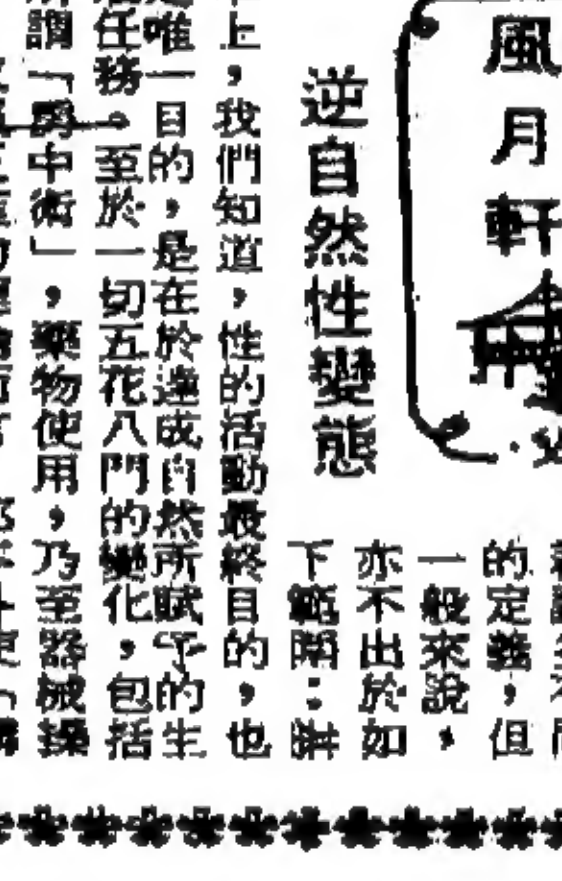 風月軒
的定義，但
一般來說，
亦不出於如
下範開：
逆自然性變態
上，我們知道，性的活動最終目的，也
唯一目的，是在於達成自然所賦予的生
任務。至於一切五花八門的變化，包括
謂「房中術」，藥物使用，乃至器械操